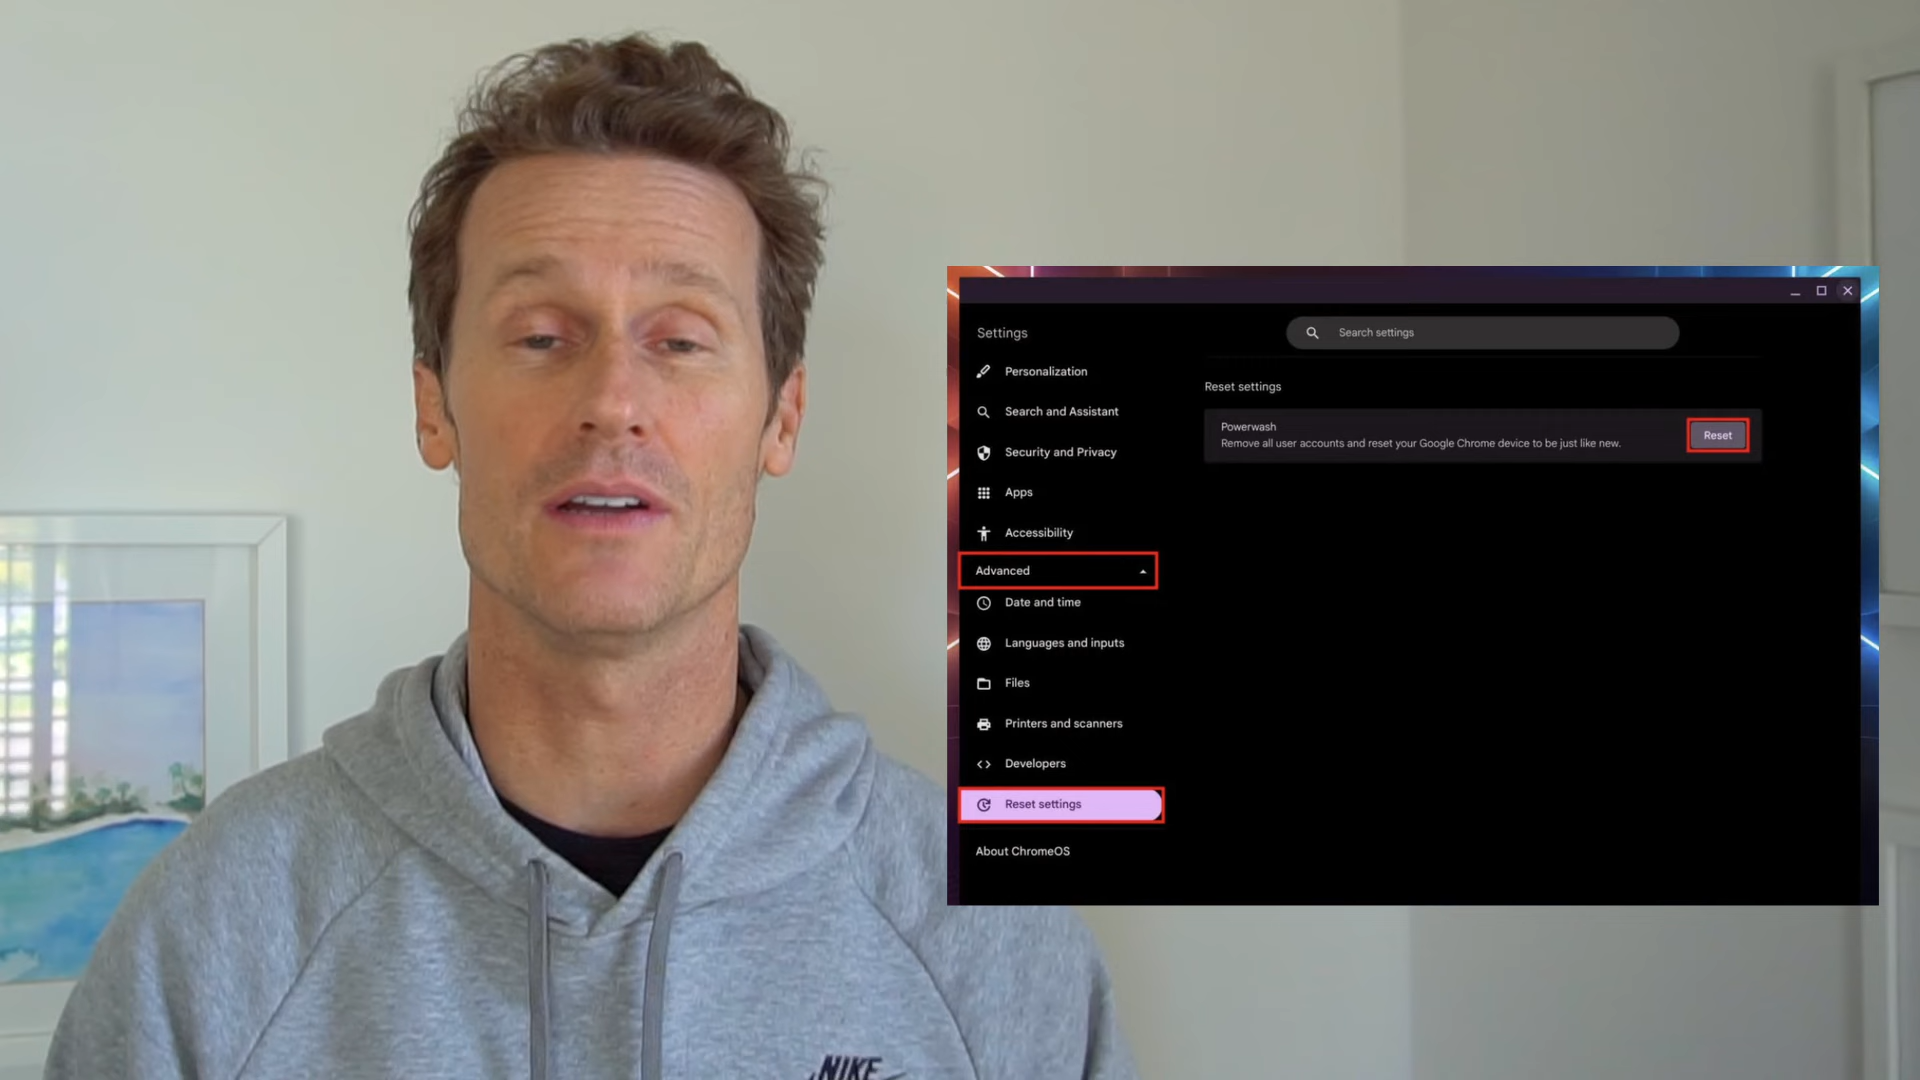 Settings
Search settings
Personalization
Search and Assistant
Security and Privacy
Apps
Accessibility
Advanced
Date and time
Languages and inputs
Files
Printers and scanners
Developers
Reset settings
About ChromeOS
Reset settings
Powerwash
Remove all user accounts and reset your Google Chrome device to be just like new.
Reset
NIKE